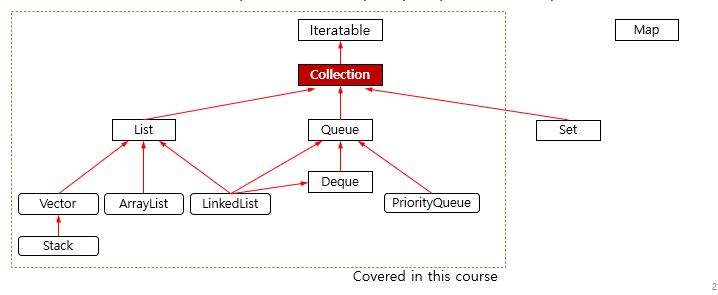 Iteratable
Map
Collection
List
Queue
Set
Deque
Vector
ArrayList
LinkedList
PriorityQueue
Stack
Covered in this course
2